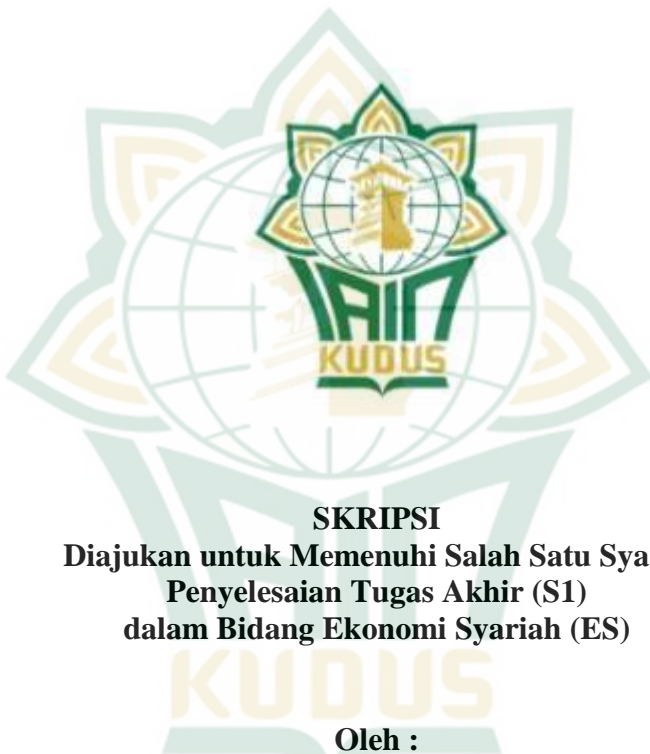 IAIN
KUDUS
SKRIPSI
Diajukan untuk Memenuhi Salah Satu Sya
Penyelesaian Tugas Akhir (S1)
dalam Bidang Ekonomi Syariah (ES)
KUDUS
Oleh :